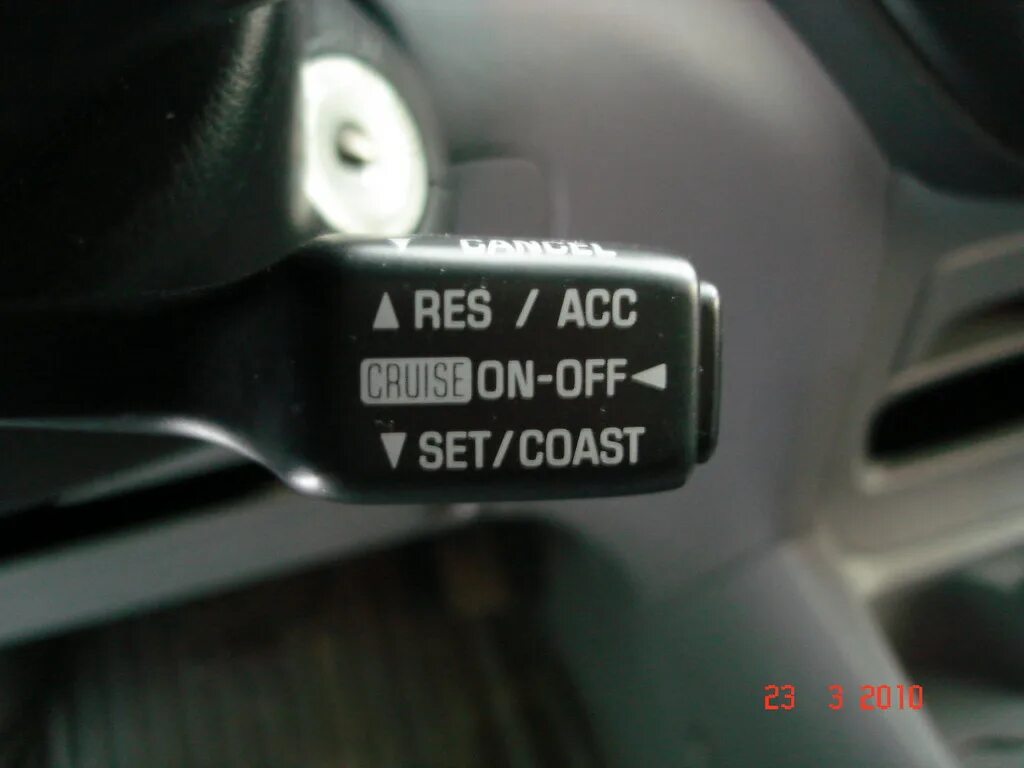 ▼ CANCEL
▲ RES / ACC
CRUISE ON-OFF ◀
▼ SET/COAST
23 3 2010